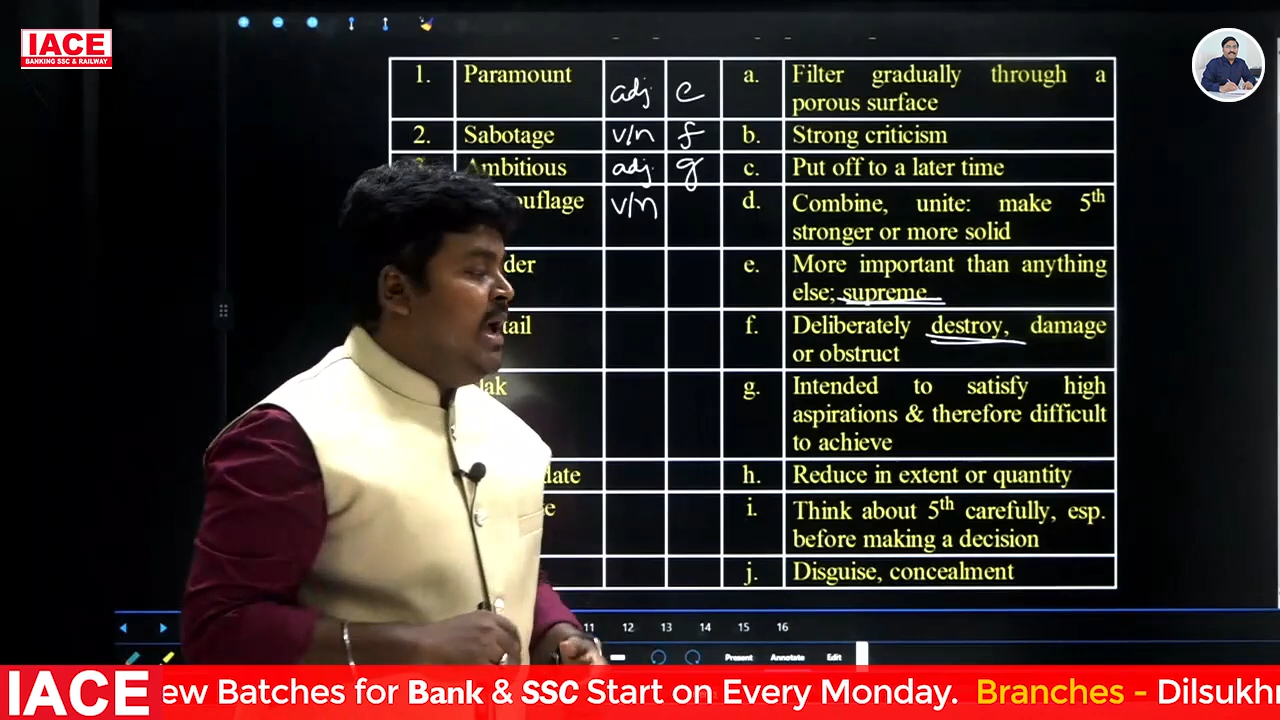 IACE
BANKING SSC & RAILWAY
1. Paramount adj. e a. Filter gradually through a
porous surface
2. Sabotage v/n f b. Strong criticism
Ambitious adj. g c. Put off to a later time
ouflage v/n d. Combine, unite: make 5th
stronger or more solid
der e. More important than anything
else; supreme
tail f. Deliberately destroy, damage
or obstruct
g. Intended to satisfy high
aspirations & therefore difficult
to achieve
date h. Reduce in extent or quantity
i. Think about 5th carefully, esp.
before making a decision
j. Disguise, concealment
11 12 13 14 15 16
Present Annotate Edit
IACE ew Batches for Bank & SSC Start on Every Monday. Branches - Dilsukh